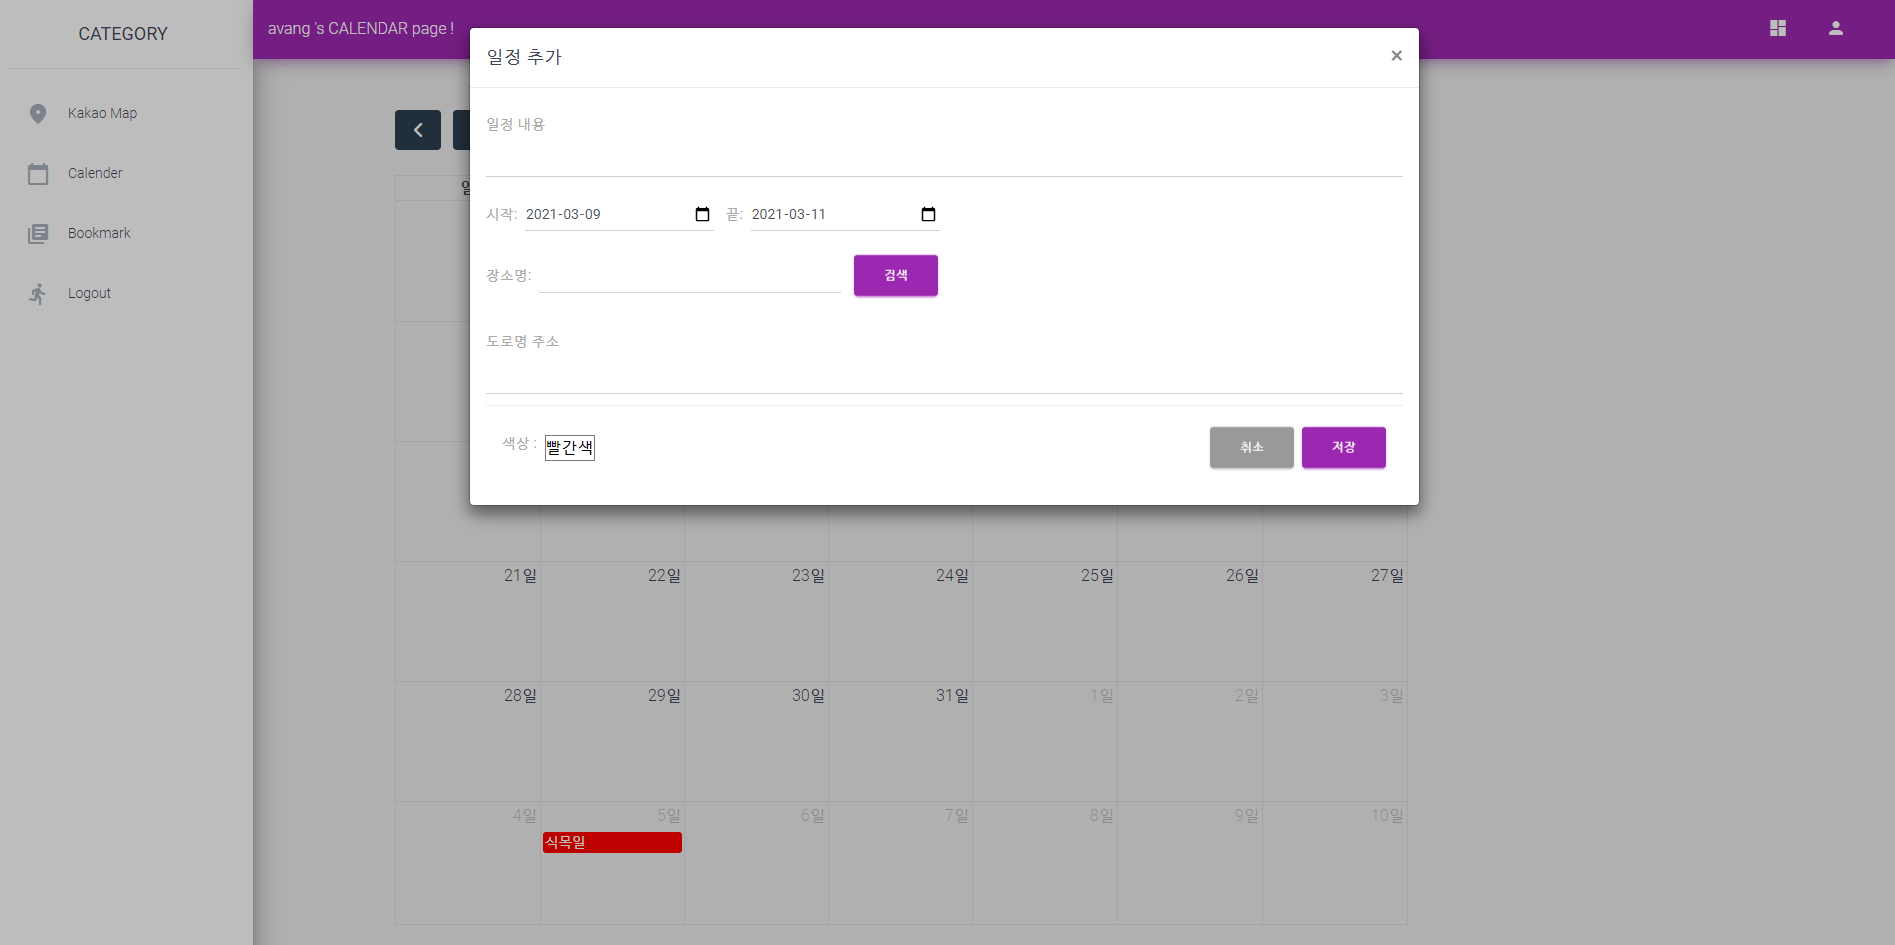 CATEGORY
Kakao Map
Calender
Bookmark
Logout
avang 's CALENDAR page !
일정 추가
×
일정 내용
시작: 2021-03-09 끝: 2021-03-11
장소명: 검색
도로명 주소
색상 : 빨간색 취소 저장
21일 22일 23일 24일 25일 26일 27일
28일 29일 30일 31일 1일 2일 3일
4일 5일 6일 7일 8일 9일 10일
식목일